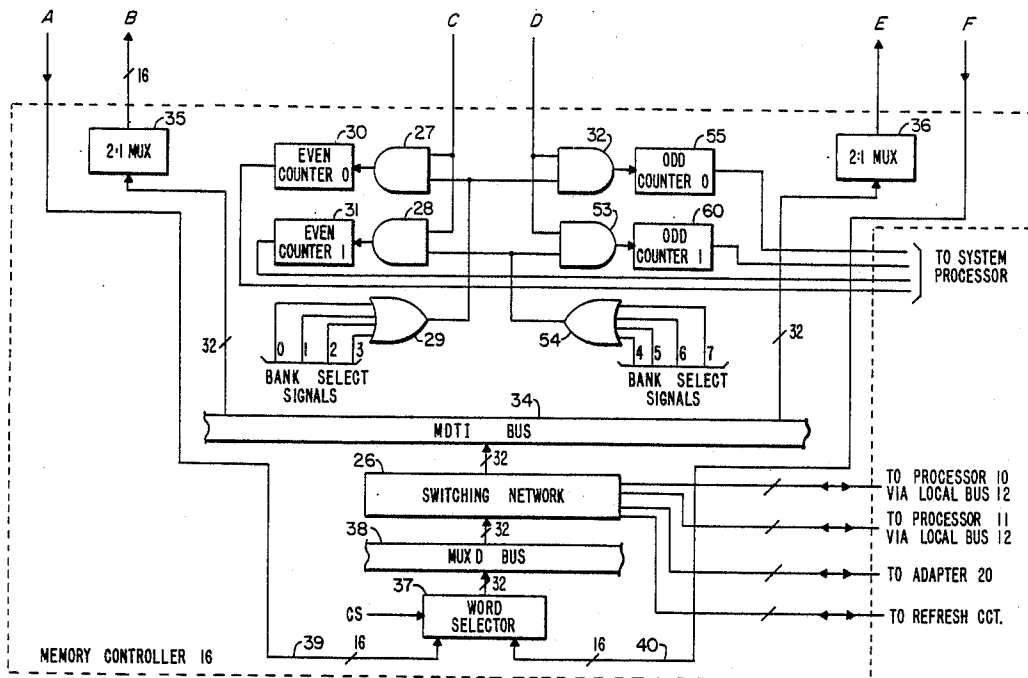 A B C D E F
16
35 30 27 32 55 36
2:1 MUX
EVEN
COUNTER 0
ODD
COUNTER 0
2:1 MUX
31 28 53 60
EVEN
COUNTER 1
ODD
COUNTER 1
TO SYSTEM
PROCESSOR
29 54
32 0 1 2 3 4 5 6 7 32
BANK SELECT
SIGNALS
BANK SELECT
SIGNALS
34
MDTI BUS
26 32
SWITCHING NETWORK
TO PROCESSOR 10
VIA LOCAL BUS 12
TO PROCESSOR 11
VIA LOCAL BUS 12
38 32
MUXD BUS
TO ADAPTER 20
37 32
CS
WORD
SELECTOR
TO REFRESH CCT.
39 16 16 40
MEMORY CONTROLLER 16